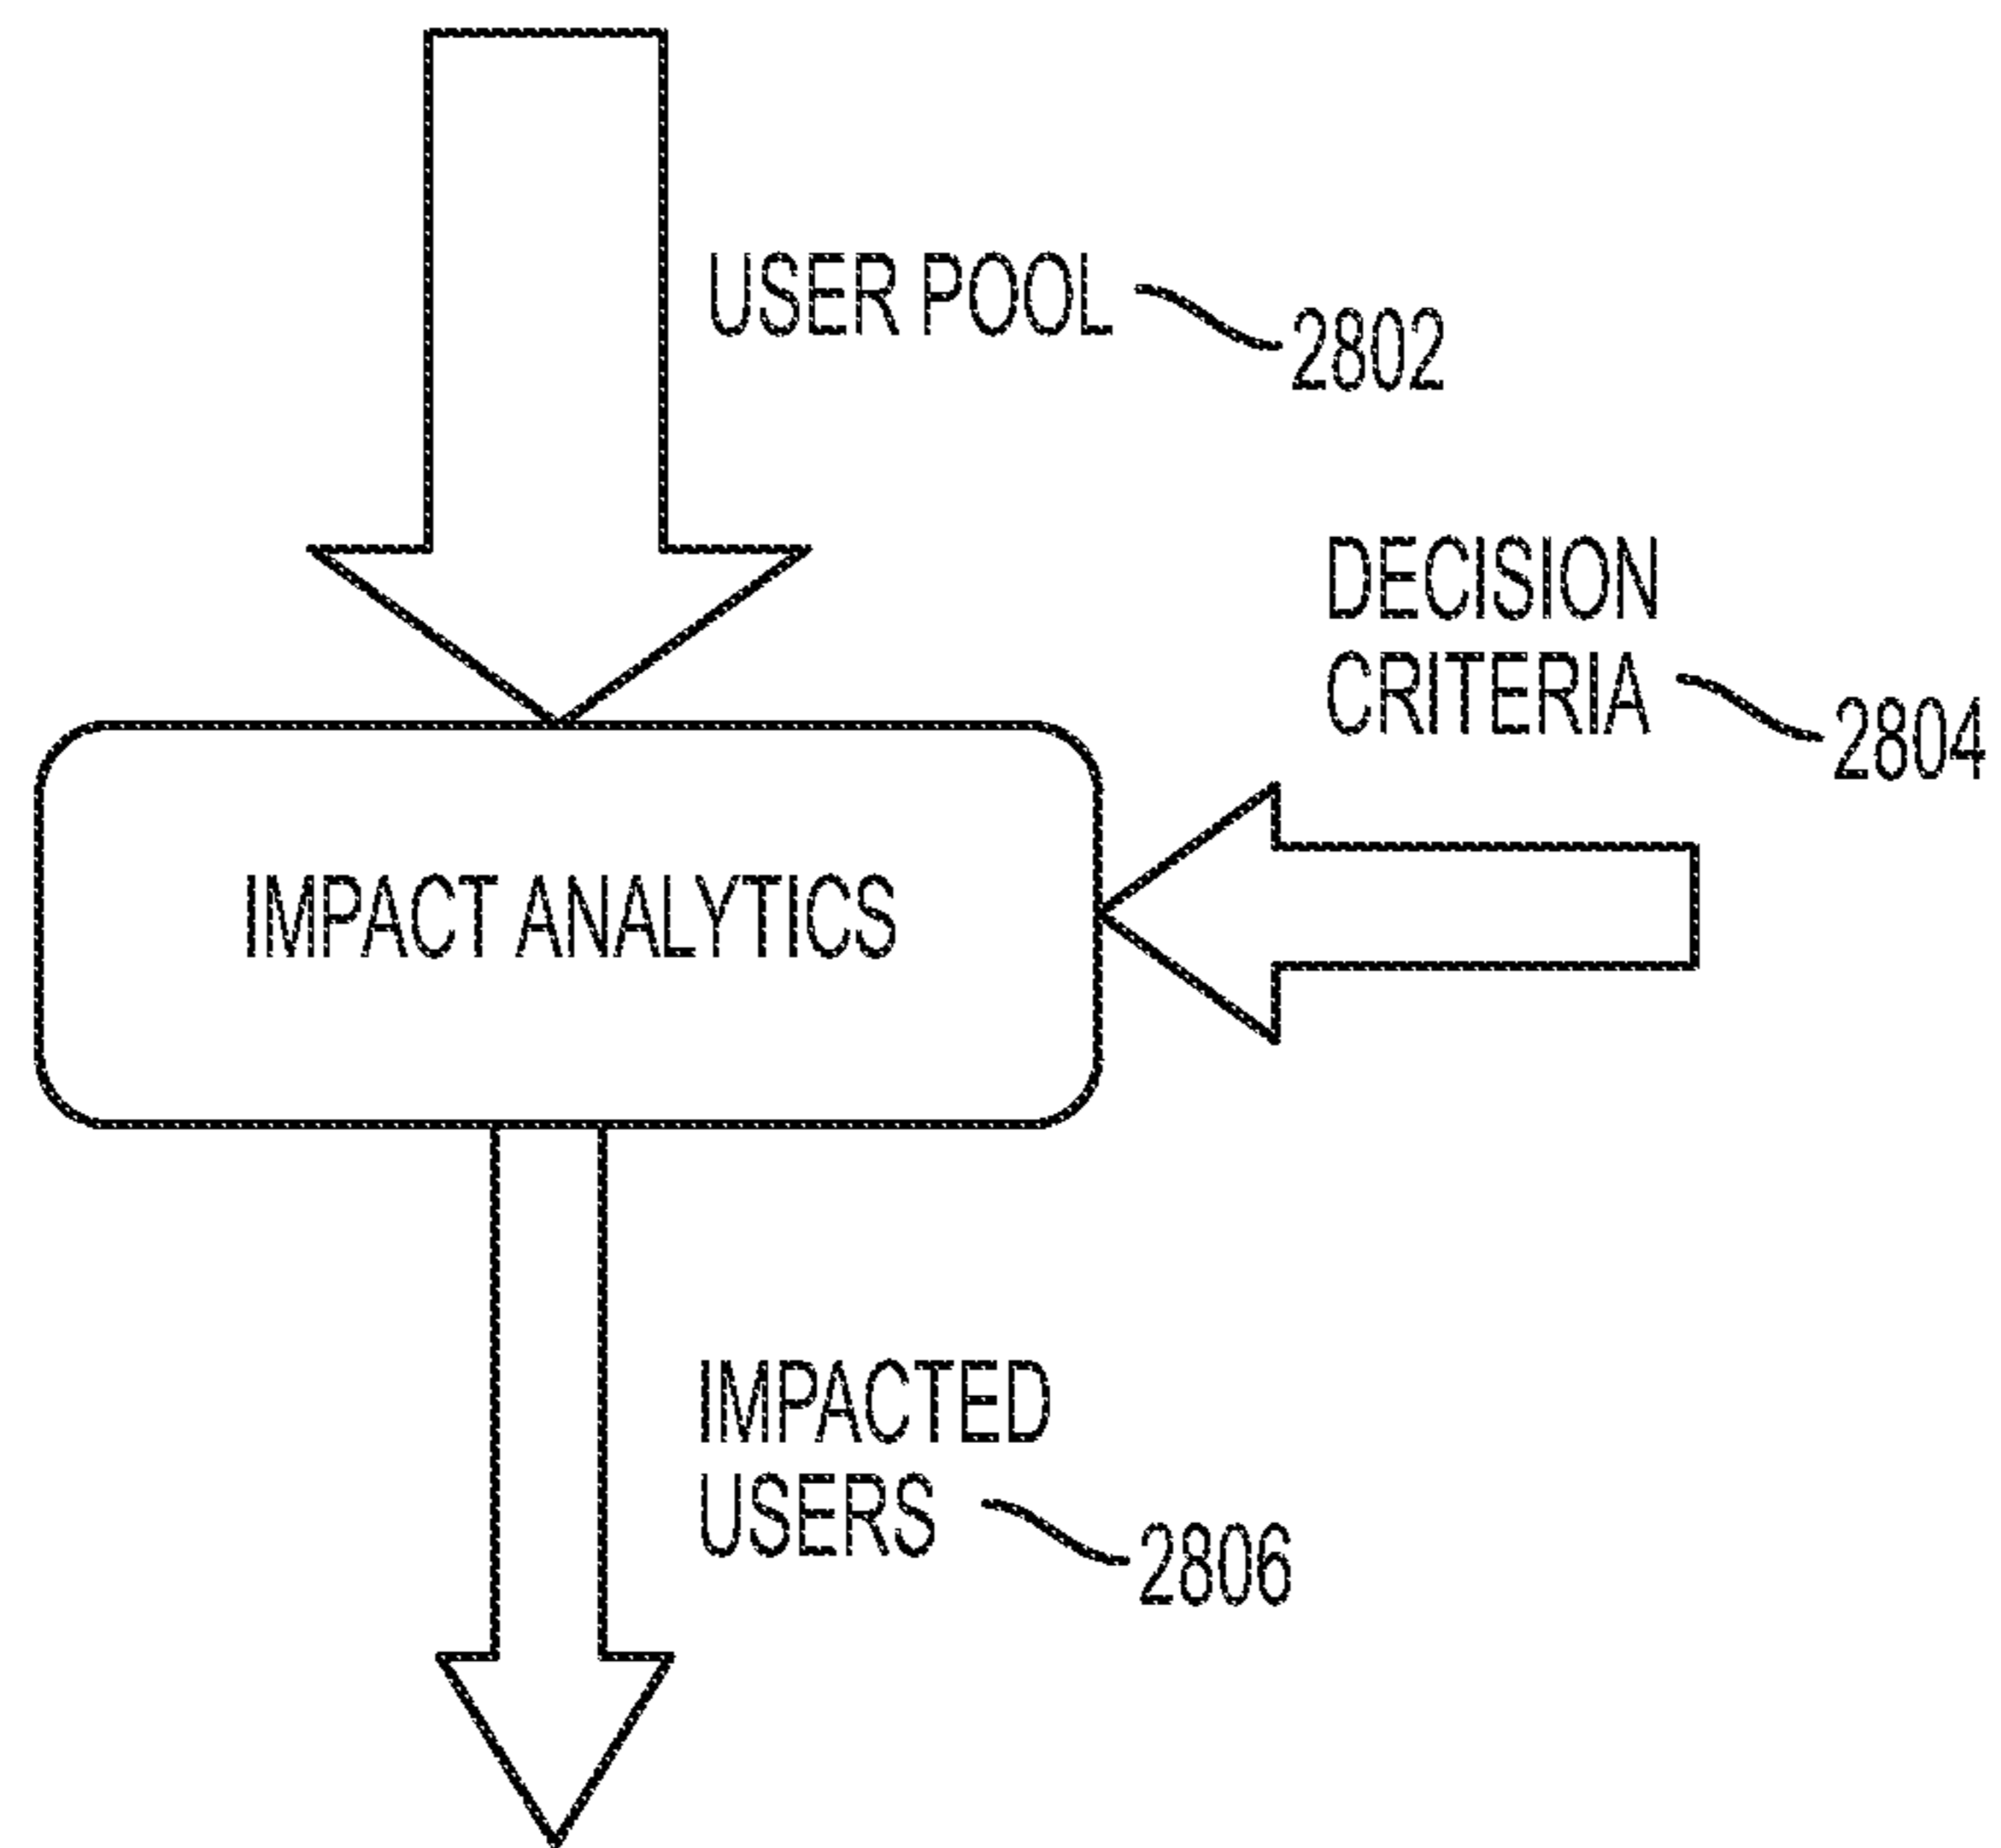 USER POOL
2802
DECISION
CRITERIA
2804
IMPACT ANALYTICS
IMPACTED
USERS
2806